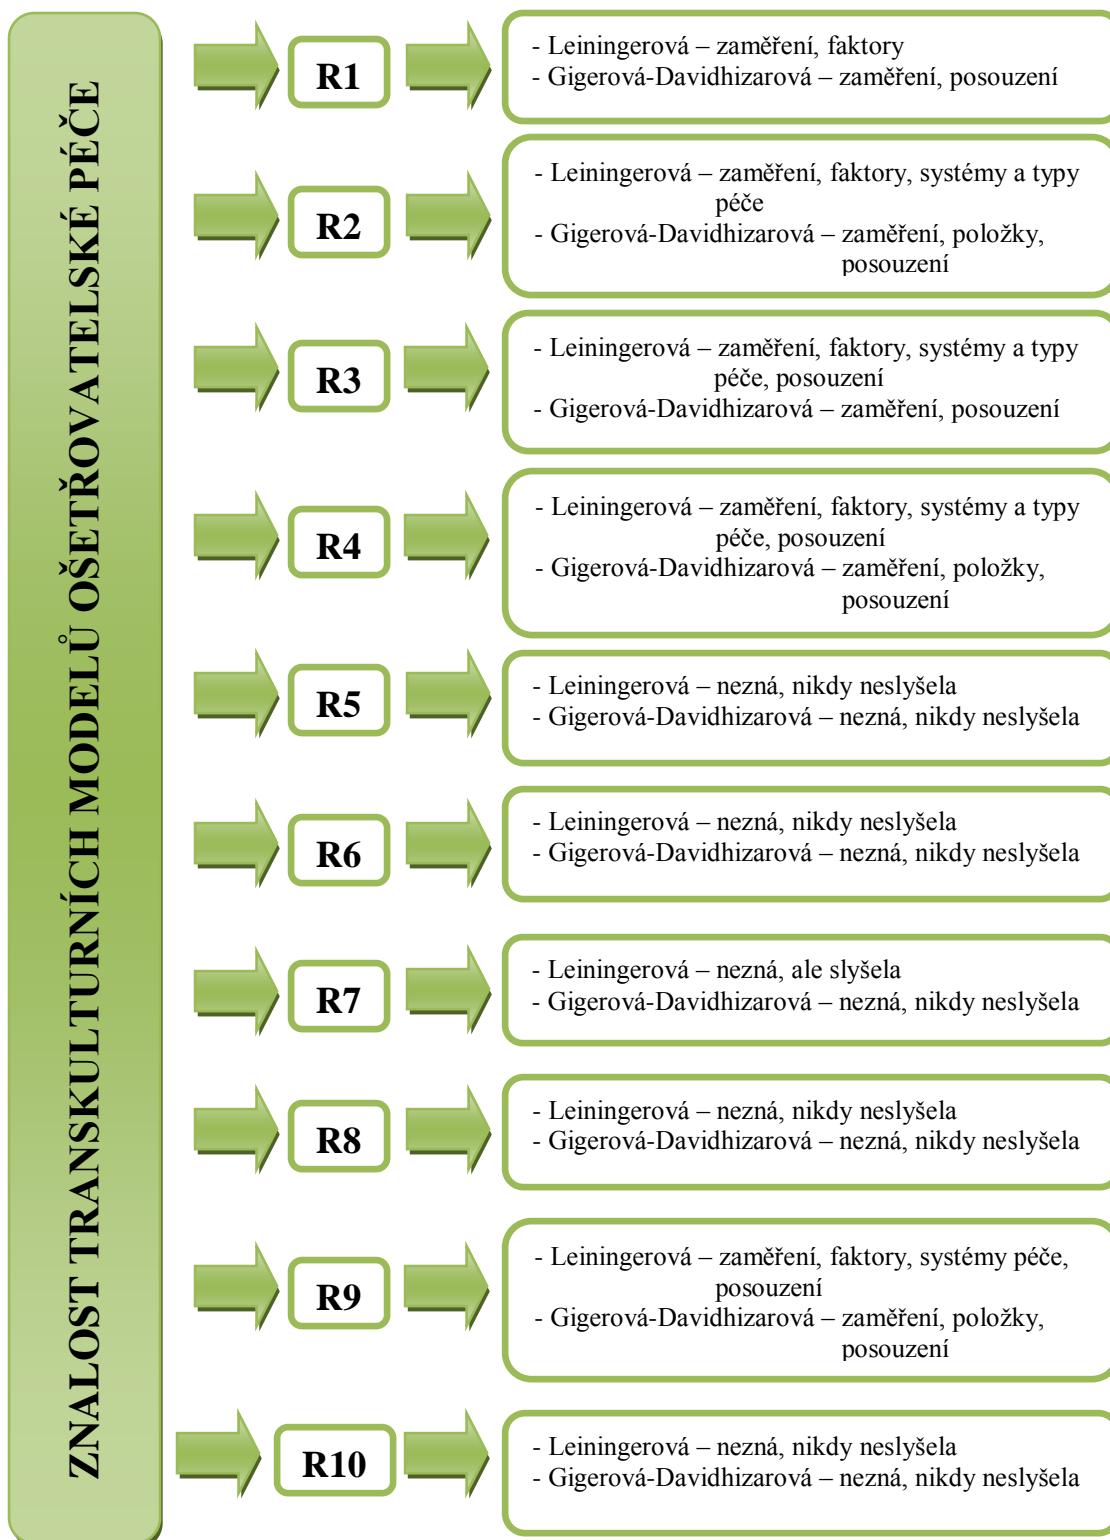 ZNALOST TRANSKULTURNÍCH MODELŮ OŠETŘOVATELSKÉ PÉČE
R1
- Leiningerová – zaměření, faktory
- Gigerová-Davidhizarová – zaměření, posouzení
R2
- Leiningerová – zaměření, faktory, systémy a typy
péče
- Gigerová-Davidhizarová – zaměření, položky,
posouzení
R3
- Leiningerová – zaměření, faktory, systémy a typy
péče, posouzení
- Gigerová-Davidhizarová – zaměření, posouzení
R4
- Leiningerová – zaměření, faktory, systémy a typy
péče, posouzení
- Gigerová-Davidhizarová – zaměření, položky,
posouzení
R5
- Leiningerová – nezná, nikdy neslyšela
- Gigerová-Davidhizarová – nezná, nikdy neslyšela
R6
- Leiningerová – nezná, nikdy neslyšela
- Gigerová-Davidhizarová – nezná, nikdy neslyšela
R7
- Leiningerová – nezná, ale slyšela
- Gigerová-Davidhizarová – nezná, nikdy neslyšela
R8
- Leiningerová – nezná, nikdy neslyšela
- Gigerová-Davidhizarová – nezná, nikdy neslyšela
R9
- Leiningerová – zaměření, faktory, systémy péče,
posouzení
- Gigerová-Davidhizarová – zaměření, položky,
posouzení
R10
- Leiningerová – nezná, nikdy neslyšela
- Gigerová-Davidhizarová – nezná, nikdy neslyšela